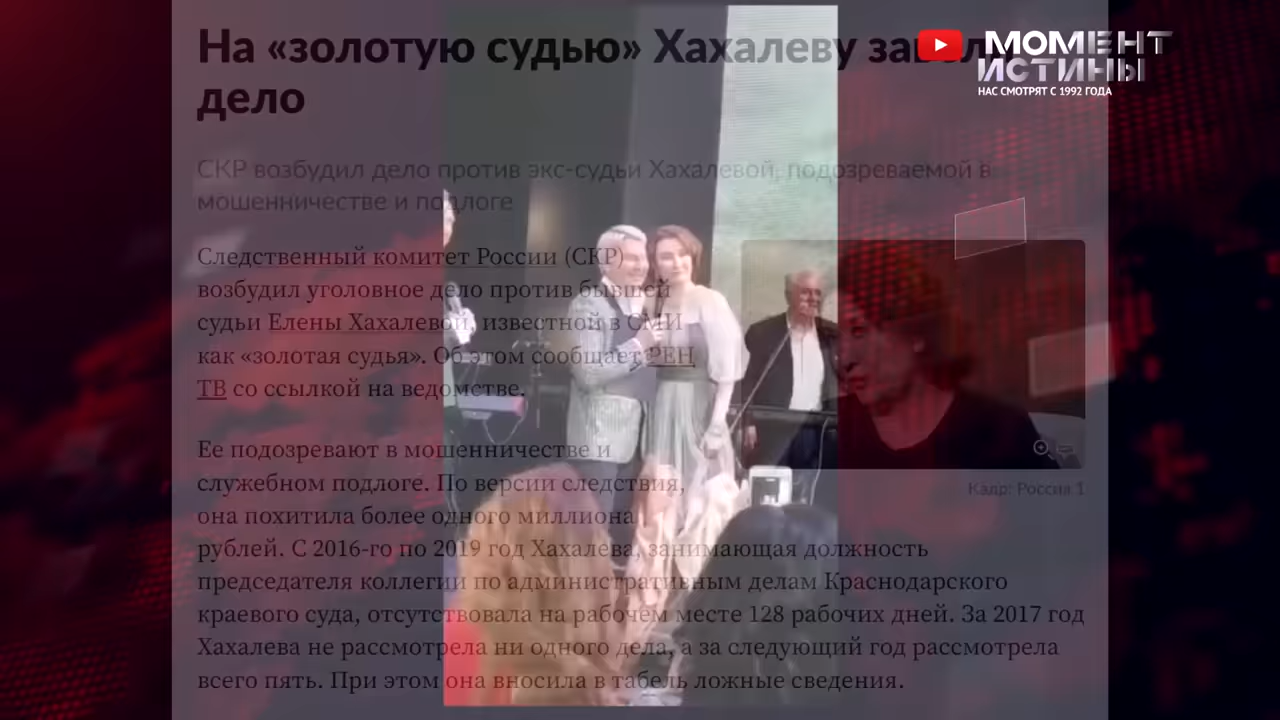 На «золотую судью» Хахалеву завели
дело
МОМЕНТ
ИСТИНЫ
НАС СМОТРЯТ С 1992 ГОДА
СКР возбудил дело против экс-судьи Хахалевой, подозреваемой в
мошенничестве и подлоге
Следственный комитет России (СКР)
возбудил уголовное дело против бывшей
судьи Елены Хахалевой, известной в СМИ
как «золотая судья». Об этом сообщает РЕН
ТВ со ссылкой на ведомстве.
Кадр: Россия 1
Ее подозревают в мошенничестве и
служебном подлоге. По версии следствия,
она похитила более одного миллиона
рублей. С 2016-го по 2019 год Хахалева, занимающая должность
председателя коллегии по административным делам Краснодарского
краевого суда, отсутствовала на рабочем месте 128 рабочих дней. За 2017 год
Хахалева не рассмотрела ни одного дела, а за следующий год рассмотрела
всего пять. При этом она вносила в табель ложные сведения.